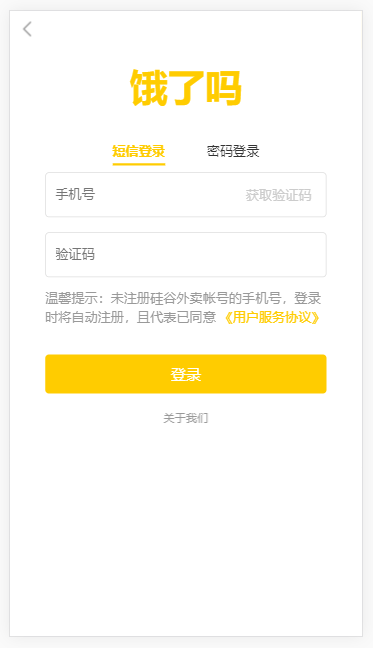 饿了吗
短信登录 密码登录
手机号 获取验证码
验证码
温馨提示：未注册硅谷外卖帐号的手机号，登录
时将自动注册，且代表已同意《用户服务协议》
登录
关于我们